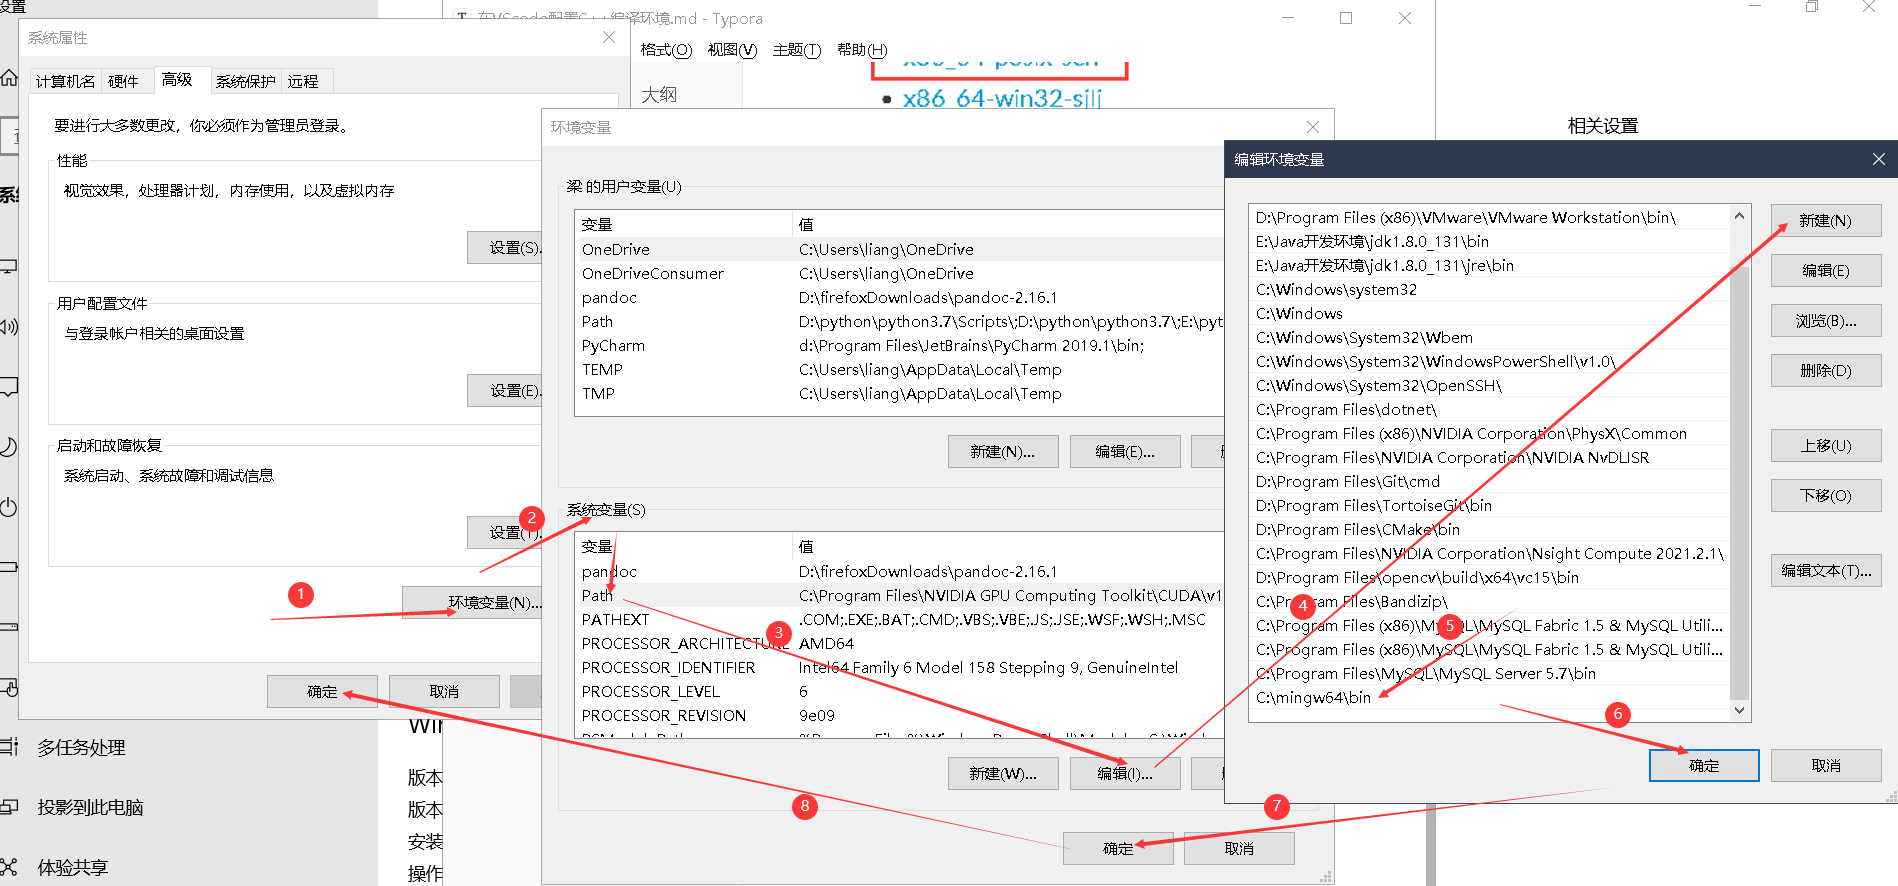 设置
系统属性
计算机名
硬件
高级
系统保护
远程
要进行大多数更改，你必须作为管理员登录。
性能
视觉效果，处理器计划，内存使用，以及虚拟内存
设置(S)...
用户配置文件
与登录帐户相关的桌面设置
设置(E)...
启动和故障恢复
系统启动、系统故障和调试信息
设置(T)...
环境变量(N)...
确定
取消
多任务处理
投影到此电脑
体验共享
版本
版本
安装
操作
在VScode配置C++编译环境.md - Typora
格式(O) 视图(V) 主题(T) 帮助(H)
大纲
x86_64-posix-seh
x86_64-win32-sjlj
环境变量
梁 的用户变量(U)
变量 值
OneDrive C:\Users\liang\OneDrive
OneDriveConsumer C:\Users\liang\OneDrive
pandoc D:\firefoxDownloads\pandoc-2.16.1
Path D:\python\python3.7\Scripts\;D:\python\python3.7\;E:\pyt
PyCharm d:\Program Files\JetBrains\PyCharm 2019.1\bin;
TEMP C:\Users\liang\AppData\Local\Temp
TMP C:\Users\liang\AppData\Local\Temp
新建(N)...
编辑(E)...
系统变量(S)
变量 值
pandoc D:\firefoxDownloads\pandoc-2.16.1
Path C:\Program Files\NVIDIA GPU Computing Toolkit\CUDA\v1
PATHEXT .COM;.EXE;.BAT;.CMD;.VBS;.VBE;.JS;.JSE;.WSF;.WSH;.MSC
PROCESSOR_ARCHITECTURE AMD64
PROCESSOR_IDENTIFIER Intel64 Family 6 Model 158 Stepping 9, GenuineIntel
PROCESSOR_LEVEL 6
PROCESSOR_REVISION 9e09
新建(W)...
编辑(I)...
确定
取消
相关设置
编辑环境变量
D:\Program Files (x86)\VMware\VMware Workstation\bin\
E:\Java开发环境\jdk1.8.0_131\bin
E:\Java开发环境\jdk1.8.0_131\jre\bin
C:\Windows\system32
C:\Windows
C:\Windows\System32\Wbem
C:\Windows\System32\WindowsPowerShell\v1.0\
C:\Windows\System32\OpenSSH\
C:\Program Files\dotnet\
C:\Program Files (x86)\NVIDIA Corporation\PhysX\Common
C:\Program Files\NVIDIA Corporation\NVIDIA NvDLISR
D:\Program Files\Git\cmd
D:\Program Files\TortoiseGit\bin
D:\Program Files\CMake\bin
C:\Program Files\NVIDIA Corporation\Nsight Compute 2021.2.1\
D:\Program Files\opencv\build\x64\vc15\bin
C:\Program Files\Bandizip\
C:\Program Files (x86)\MySQL\MySQL Fabric 1.5 & MySQL Utili...
C:\Program Files (x86)\MySQL\MySQL Fabric 1.5 & MySQL Utili...
C:\Program Files\MySQL\MySQL Server 5.7\bin
C:\mingw64\bin
新建(N)
编辑(E)
浏览(B)...
删除(D)
上移(U)
下移(O)
编辑文本(T)...
确定
取消
1
2
3
4
5
6
7
8